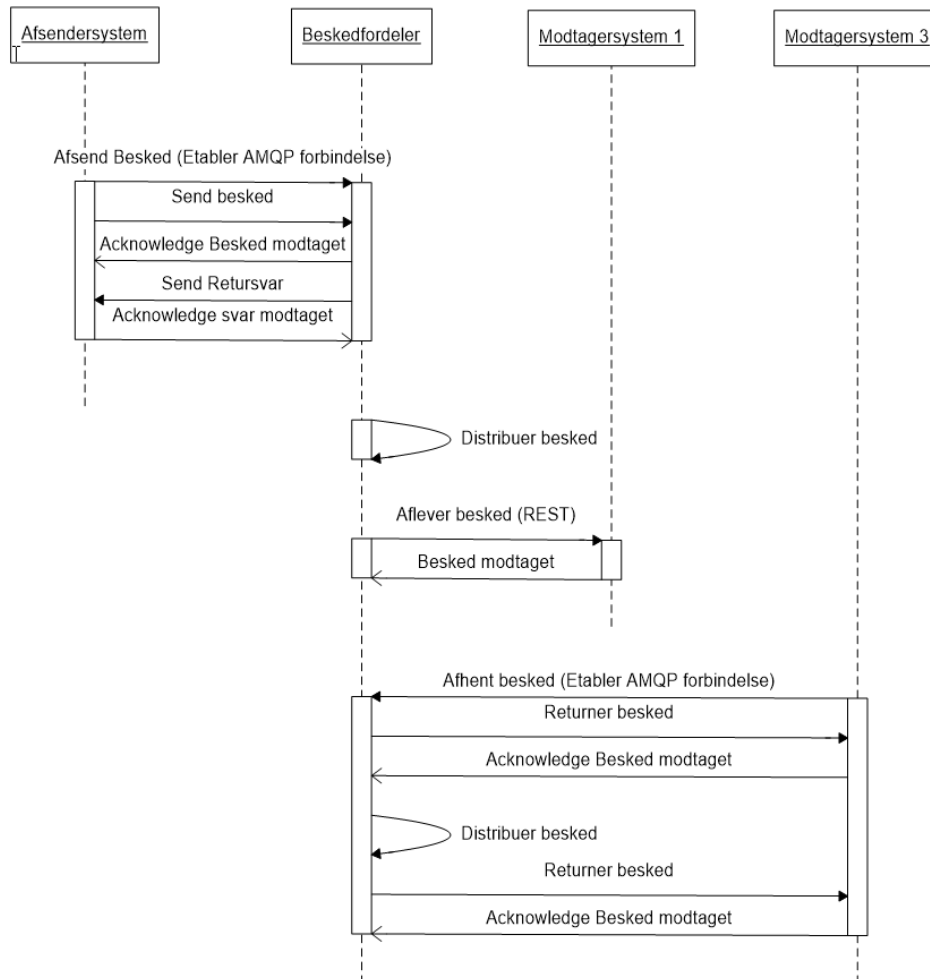 Afsendersystem
Beskedfordeler
Modtagersystem 1
Modtagersystem 3
Afsend Besked (Etabler AMQP forbindelse)
Send besked
Acknowledge Besked modtaget
Send Retursvar
Acknowledge svar modtaget
Distribuer besked
Aflever besked (REST)
Besked modtaget
Afhent besked (Etabler AMQP forbindelse)
Returner besked
Acknowledge Besked modtaget
Distribuer besked
Returner besked
Acknowledge Besked modtaget